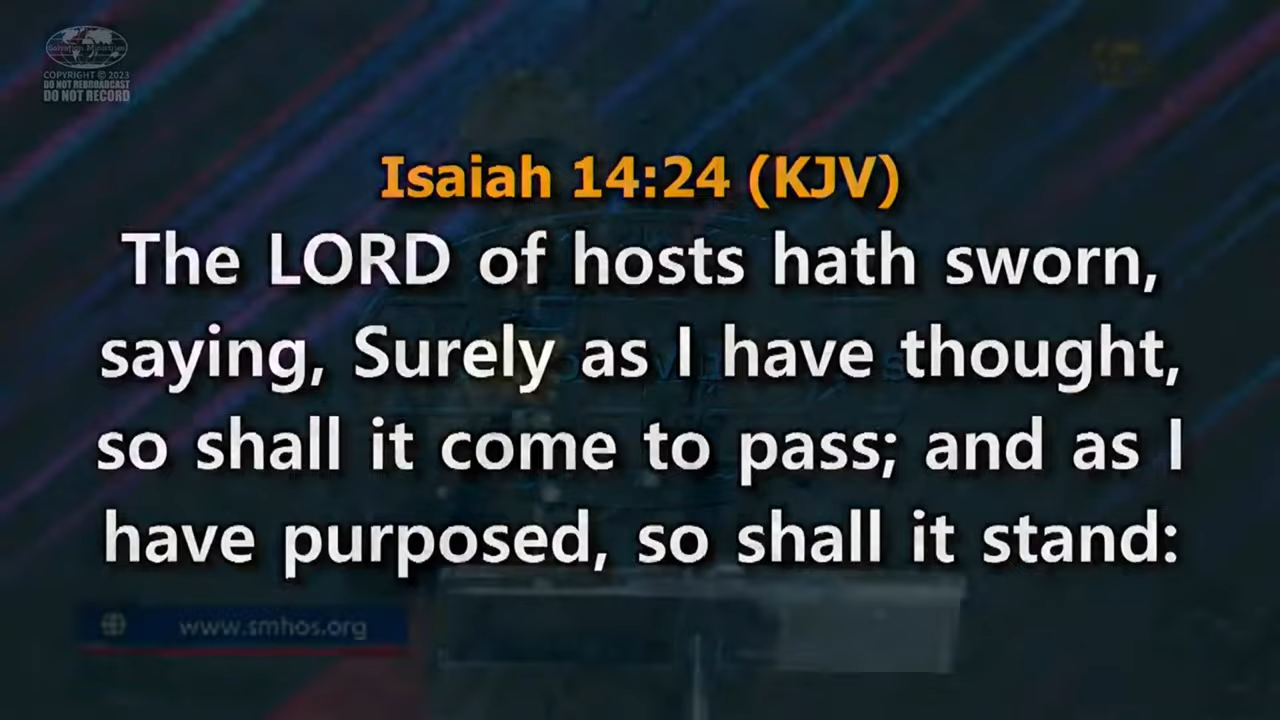 Salvation Ministries
COPYRIGHT © 2023
DO NOT REBROADCAST
DO NOT RECORD
Isaiah 14:24 (KJV)
The LORD of hosts hath sworn,
saying, Surely as I have thought,
so shall it come to pass; and as I
have purposed, so shall it stand:
www.smhos.org